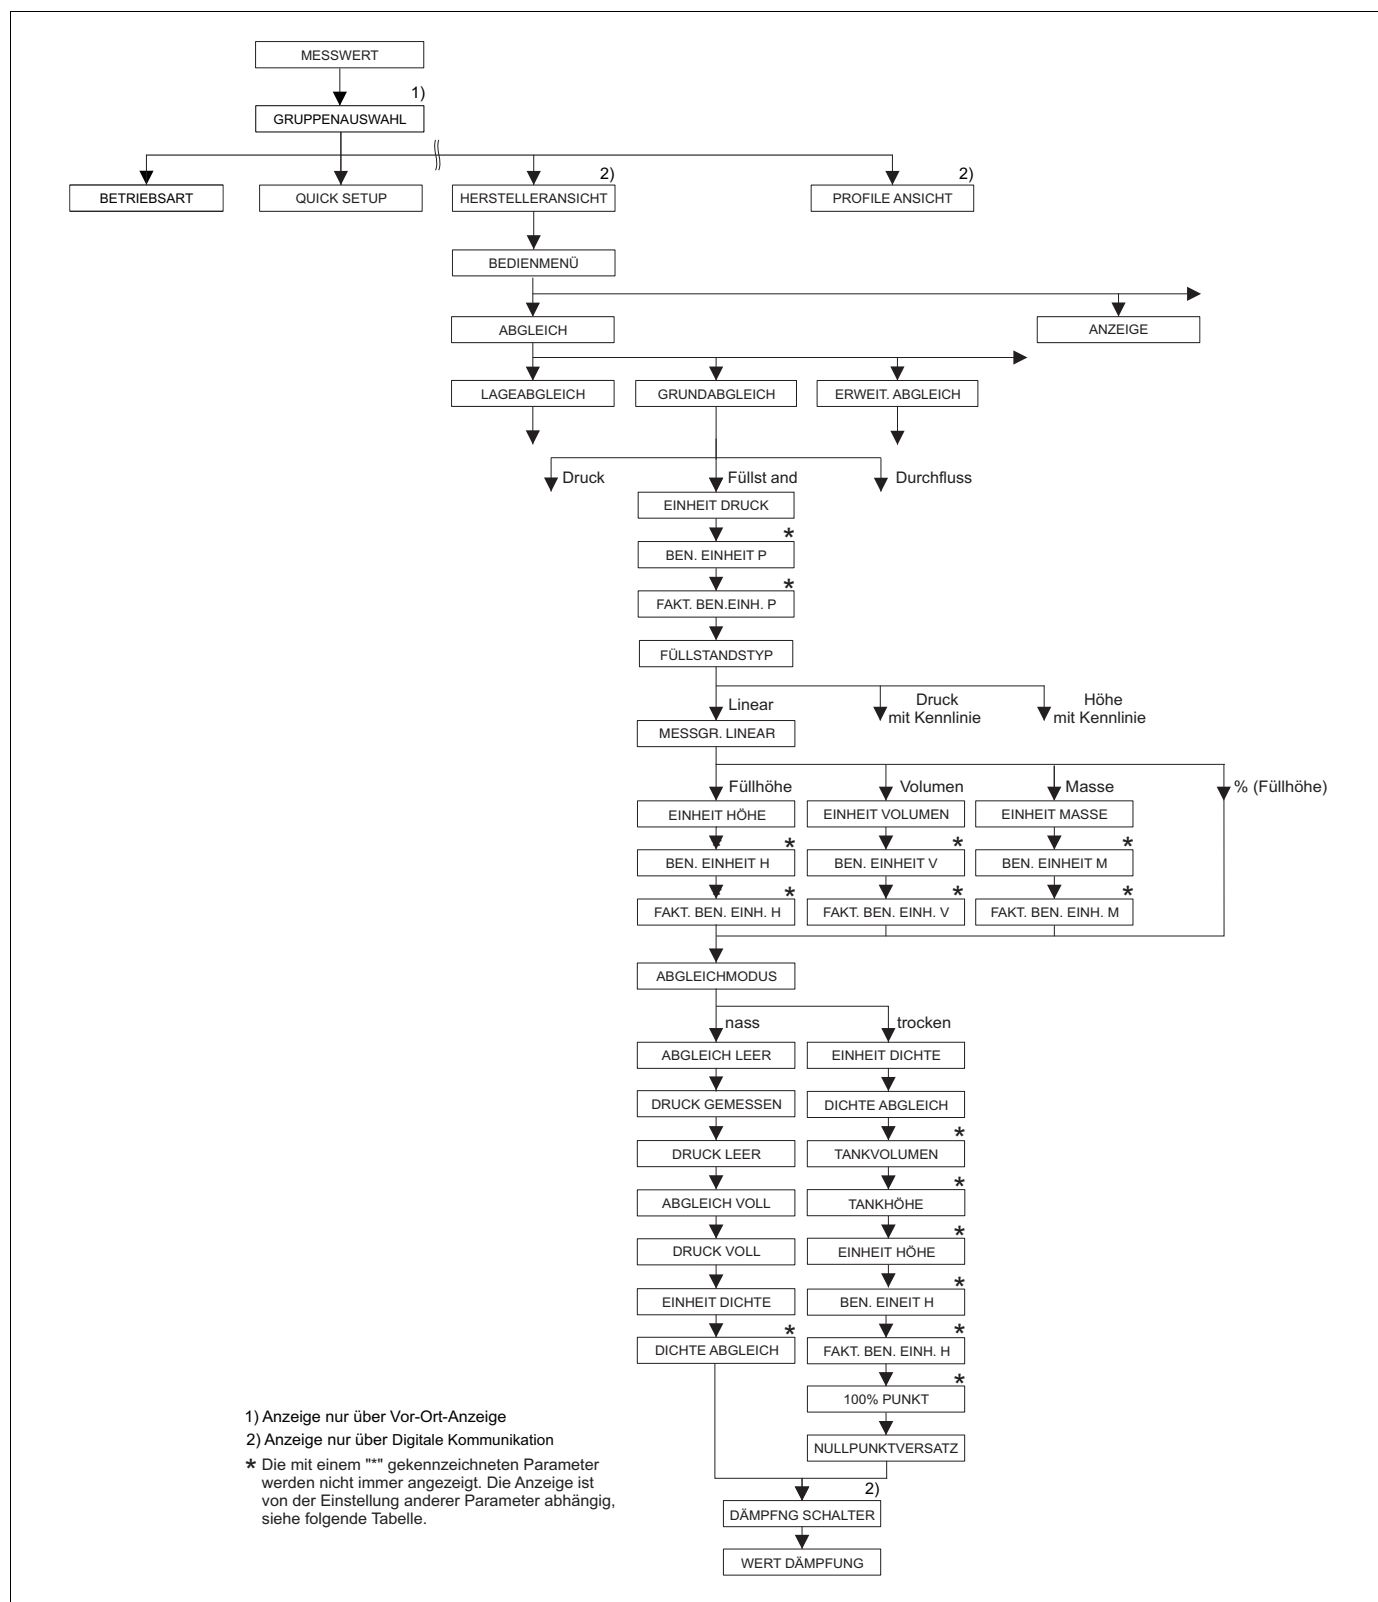 MESSWERT
1)
GRUPPENAUSWAHL
2)
2)
BETRIEBSART
QUICK SETUP
HERSTELLERANSICHT
PROFILE ANSICHT
BEDIENMENÜ
ABGLEICH
ANZEIGE
LAGEABGLEICH
GRUNDABGLEICH
ERWEIT. ABGLEICH
Druck
Füllst and
Durchfluss
EINHEIT DRUCK
*
BEN. EINHEIT P
*
FAKT. BEN.EINH. P
FÜLLSTANDSTYP
Linear
Druck
mit Kennlinie
Höhe
mit Kennlinie
MESSGR. LINEAR
Füllhöhe
Volumen
Masse
% (Füllhöhe)
EINHEIT HÖHE
EINHEIT VOLUMEN
EINHEIT MASSE
*
*
*
BEN. EINHEIT H
BEN. EINHEIT V
BEN. EINHEIT M
*
*
*
FAKT. BEN. EINH. H
FAKT. BEN. EINH. V
FAKT. BEN. EINH. M
ABGLEICHMODUS
nass
trocken
ABGLEICH LEER
EINHEIT DICHTE
DRUCK GEMESSEN
DICHTE ABGLEICH
*
DRUCK LEER
TANKVOLUMEN
*
ABGLEICH VOLL
TANKHÖHE
*
DRUCK VOLL
EINHEIT HÖHE
*
EINHEIT DICHTE
BEN. EINEIT H
*
*
DICHTE ABGLEICH
FAKT. BEN. EINH. H
*
100% PUNKT
NULLPUNKTVERSATZ
2)
DÄMPFNG SCHALTER
WERT DÄMPFUNG
1) Anzeige nur über Vor-Ort-Anzeige
2) Anzeige nur über Digitale Kommunikation
* Die mit einem "*" gekennzeichneten Parameter
werden nicht immer angezeigt. Die Anzeige ist
von der Einstellung anderer Parameter abhängig,
siehe folgende Tabelle.